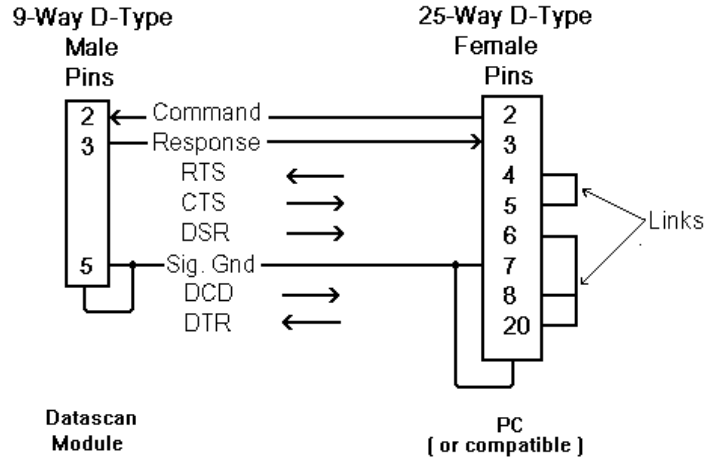 9-Way D-Type
Male
Pins
25-Way D-Type
Female
Pins
2 Command 2
3 Response 3
RTS 4
CTS 5
DSR 6
5 Sig. Gnd 7
DCD 8
DTR 20
Links
Datascan
Module
PC
( or compatible )